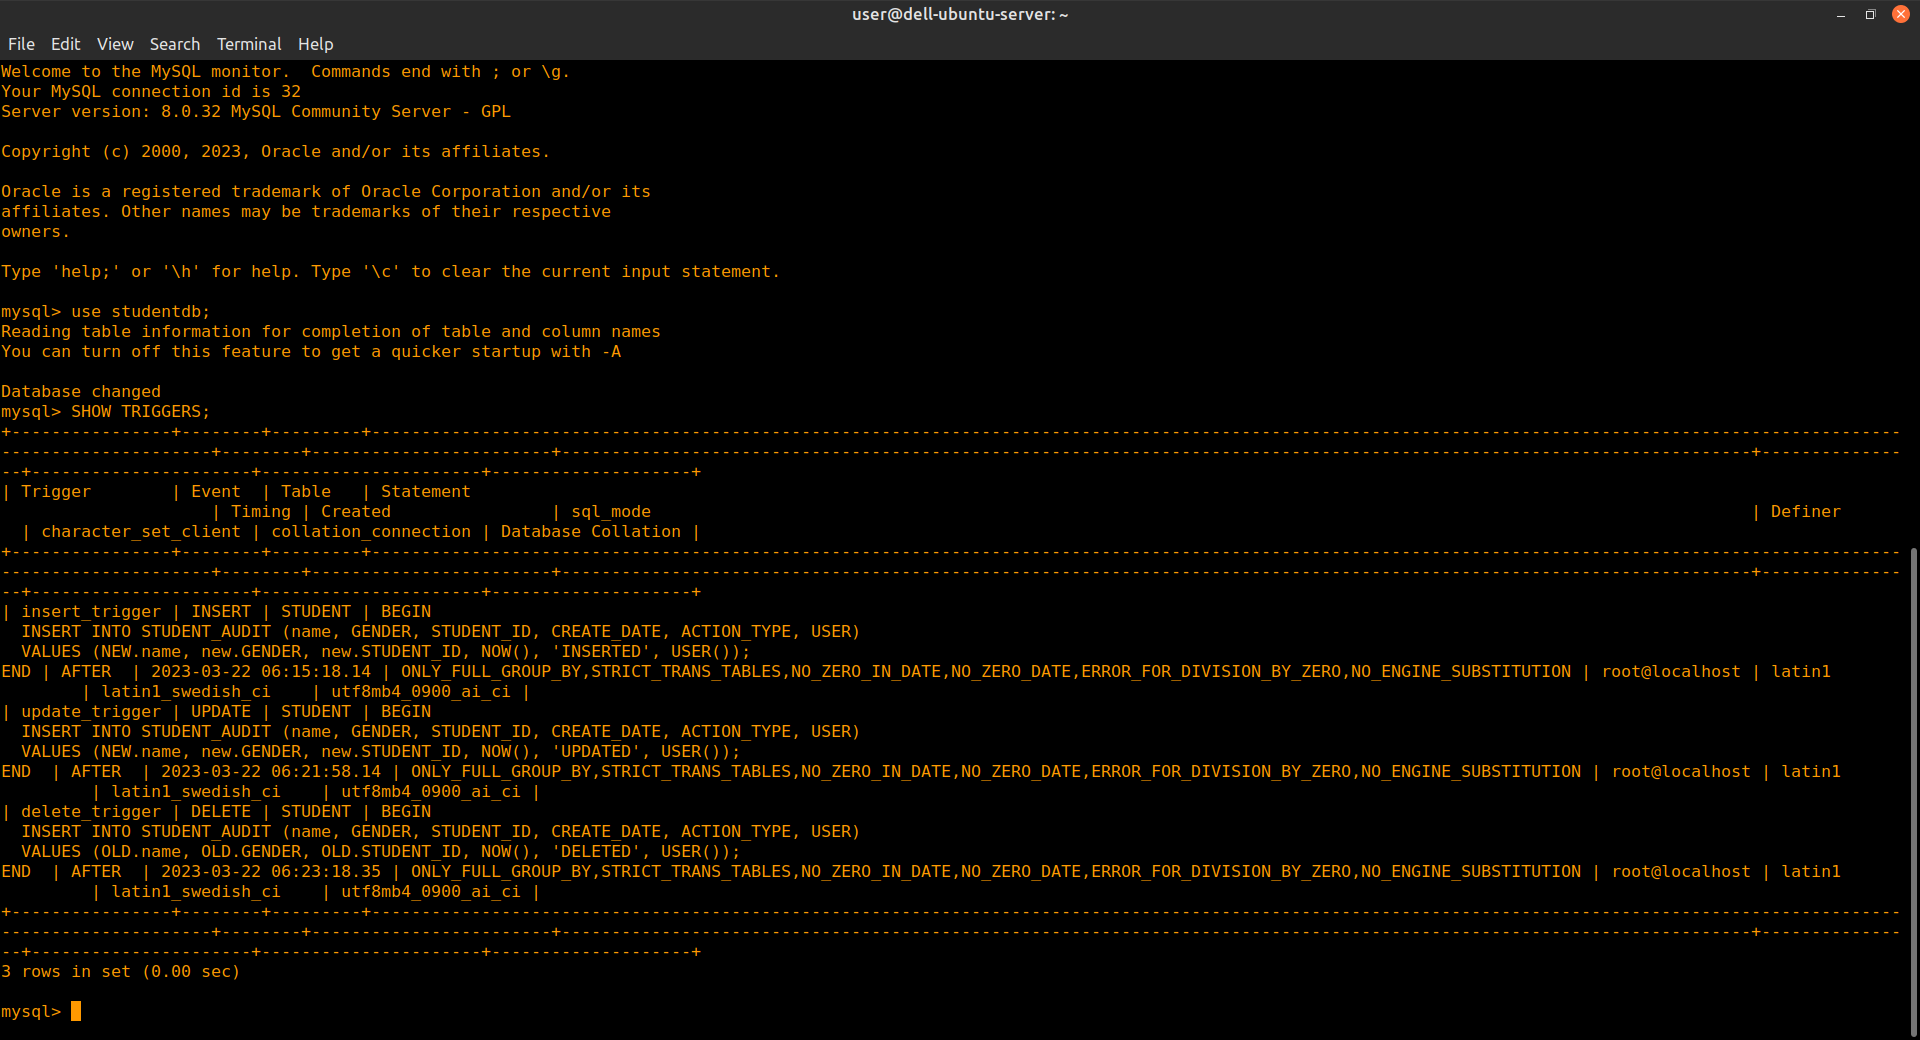 user@dell-ubuntu-server: ~
File Edit View Search Terminal Help
Welcome to the MySQL monitor.  Commands end with ; or \g.
Your MySQL connection id is 32
Server version: 8.0.32 MySQL Community Server - GPL

Copyright (c) 2000, 2023, Oracle and/or its affiliates.

Oracle is a registered trademark of Oracle Corporation and/or its
affiliates. Other names may be trademarks of their respective
owners.

Type 'help;' or '\h' for help. Type '\c' to clear the current input statement.

mysql> use studentdb;
Reading table information for completion of table and column names
You can turn off this feature to get a quicker startup with -A

Database changed
mysql> SHOW TRIGGERS;
| Trigger        | Event  | Table   | Statement
                     | Timing | Created                | sql_mode                                                                                                              | Definer
  | character_set_client | collation_connection | Database Collation |
| insert_trigger | INSERT | STUDENT | BEGIN
  INSERT INTO STUDENT_AUDIT (name, GENDER, STUDENT_ID, CREATE_DATE, ACTION_TYPE, USER)
  VALUES (NEW.name, new.GENDER, new.STUDENT_ID, NOW(), 'INSERTED', USER());
END | AFTER  | 2023-03-22 06:15:18.14 | ONLY_FULL_GROUP_BY,STRICT_TRANS_TABLES,NO_ZERO_IN_DATE,NO_ZERO_DATE,ERROR_FOR_DIVISION_BY_ZERO,NO_ENGINE_SUBSTITUTION | root@localhost | latin1
        | latin1_swedish_ci    | utf8mb4_0900_ai_ci |
| update_trigger | UPDATE | STUDENT | BEGIN
  INSERT INTO STUDENT_AUDIT (name, GENDER, STUDENT_ID, CREATE_DATE, ACTION_TYPE, USER)
  VALUES (NEW.name, new.GENDER, new.STUDENT_ID, NOW(), 'UPDATED', USER());
END  | AFTER  | 2023-03-22 06:21:58.14 | ONLY_FULL_GROUP_BY,STRICT_TRANS_TABLES,NO_ZERO_IN_DATE,NO_ZERO_DATE,ERROR_FOR_DIVISION_BY_ZERO,NO_ENGINE_SUBSTITUTION | root@localhost | latin1
         | latin1_swedish_ci    | utf8mb4_0900_ai_ci |
| delete_trigger | DELETE | STUDENT | BEGIN
  INSERT INTO STUDENT_AUDIT (name, GENDER, STUDENT_ID, CREATE_DATE, ACTION_TYPE, USER)
  VALUES (OLD.name, OLD.GENDER, OLD.STUDENT_ID, NOW(), 'DELETED', USER());
END  | AFTER  | 2023-03-22 06:23:18.35 | ONLY_FULL_GROUP_BY,STRICT_TRANS_TABLES,NO_ZERO_IN_DATE,NO_ZERO_DATE,ERROR_FOR_DIVISION_BY_ZERO,NO_ENGINE_SUBSTITUTION | root@localhost | latin1
         | latin1_swedish_ci    | utf8mb4_0900_ai_ci |
3 rows in set (0.00 sec)

mysql>